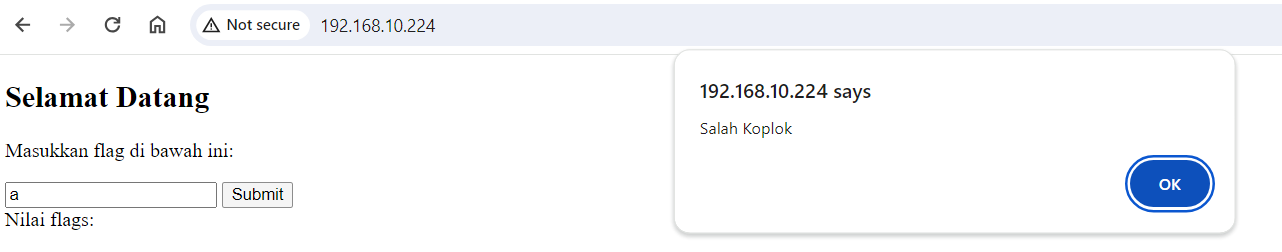 Not secure 192.168.10.224
Selamat Datang
192.168.10.224 says
Salah Koplok
OK
Masukkan flag di bawah ini:
a Submit
Nilai flags: